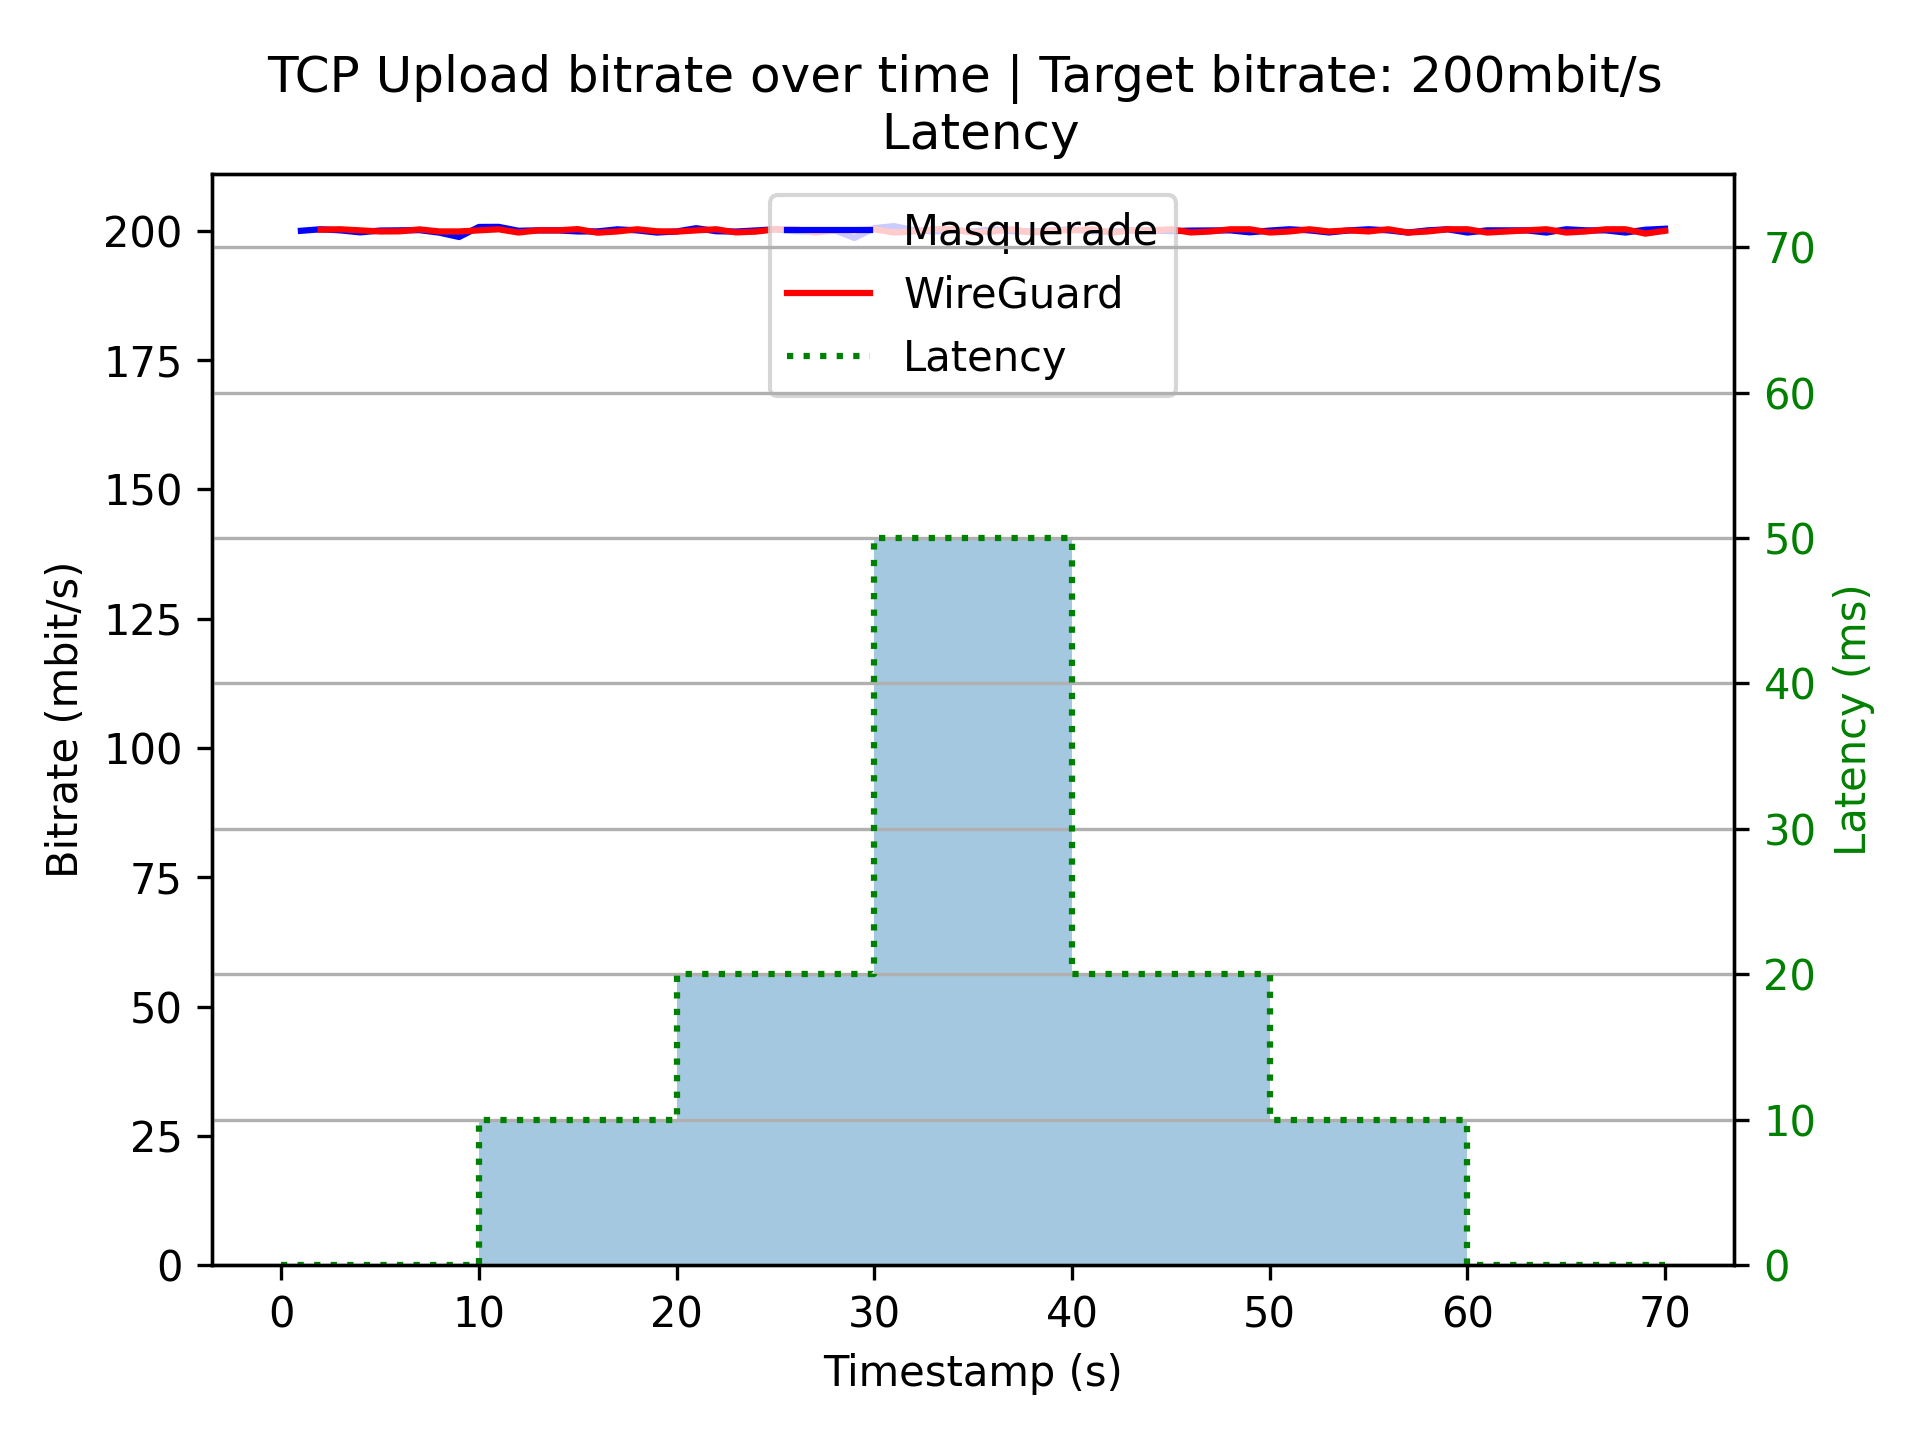 TCP Upload bitrate over time | Target bitrate: 200mbit/s
Latency
Masquerade
WireGuard
Latency
Bitrate (mbit/s)
200
175
150
125
100
75
50
25
0
Latency (ms)
70
60
50
40
30
20
10
0
0 10 20 30 40 50 60 70
Timestamp (s)